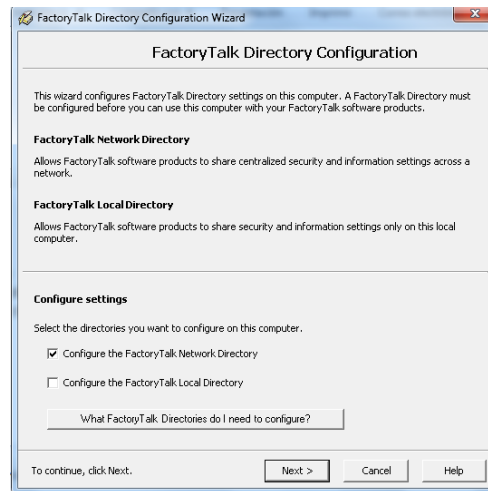 FactoryTalk Directory Configuration Wizard
FactoryTalk Directory Configuration
This wizard configures FactoryTalk Directory settings on this computer. A FactoryTalk Directory must
be configured before you can use this computer with your FactoryTalk software products.
FactoryTalk Network Directory
Allows FactoryTalk software products to share centralized security and information settings across a
network.
FactoryTalk Local Directory
Allows FactoryTalk software products to share security and information settings only on this local
computer.
Configure settings
Select the directories you want to configure on this computer.
Configure the FactoryTalk Network Directory
Configure the FactoryTalk Local Directory
What FactoryTalk Directories do I need to configure?
To continue, click Next.
Next >
Cancel
Help